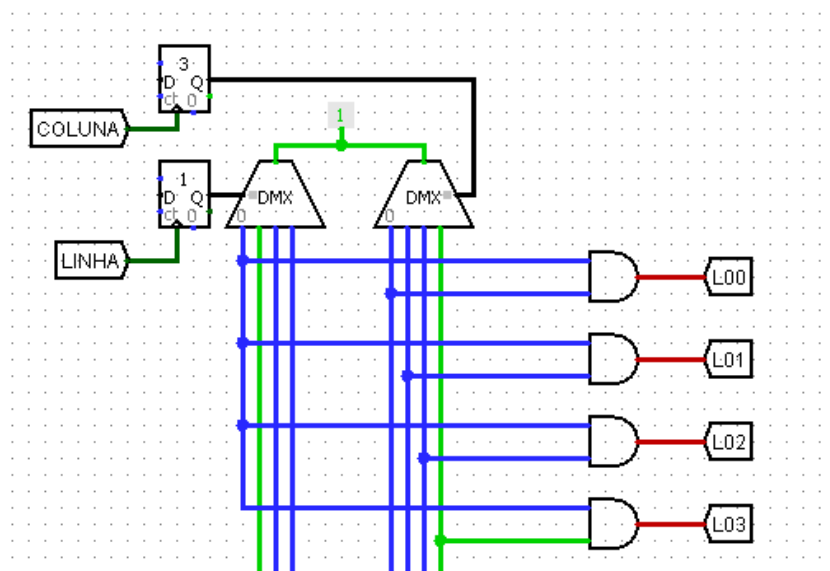 3
D Q
ct 0
COLUNA
1
1
D Q
ct 0
LINHA
DMX
0
DMX
0
L00
L01
L02
L03